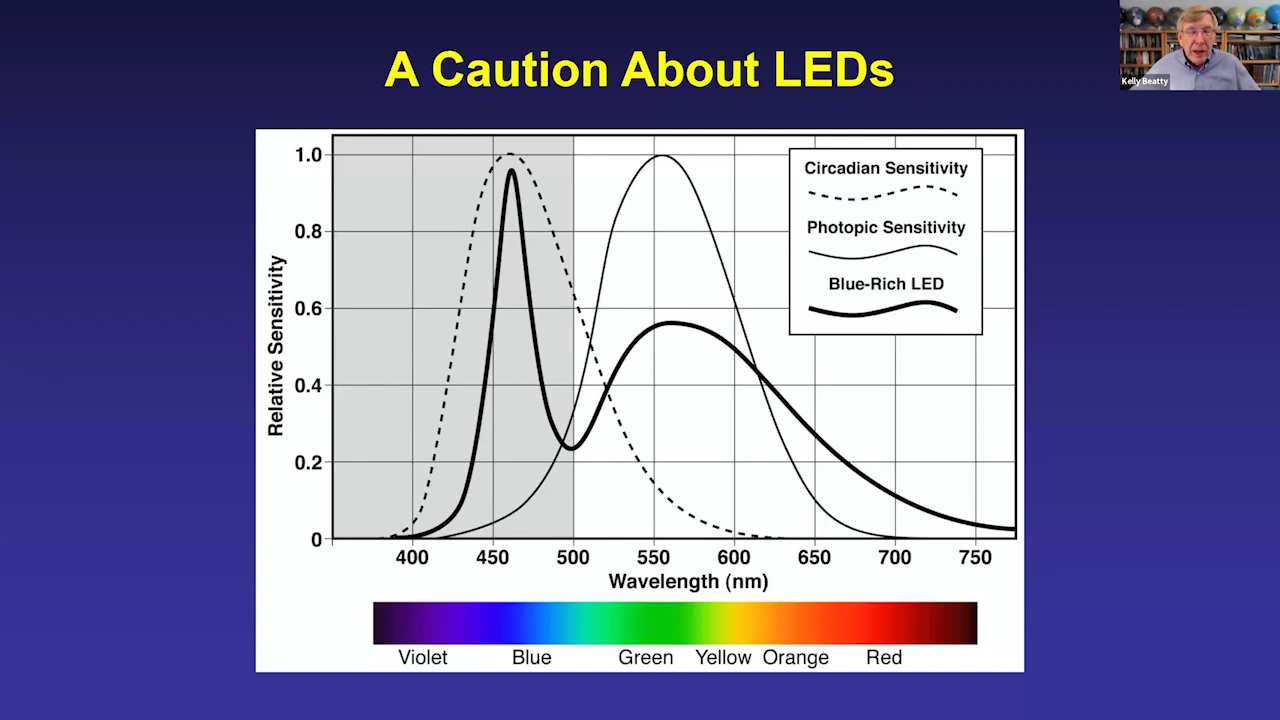 A Caution About LEDs
Kelly Beatty
Relative Sensitivity
1.0
0.8
0.6
0.4
0.2
0
Circadian Sensitivity
Photopic Sensitivity
Blue-Rich LED
400 450 500 550 600 650 700 750
Wavelength (nm)
Violet Blue Green Yellow Orange Red